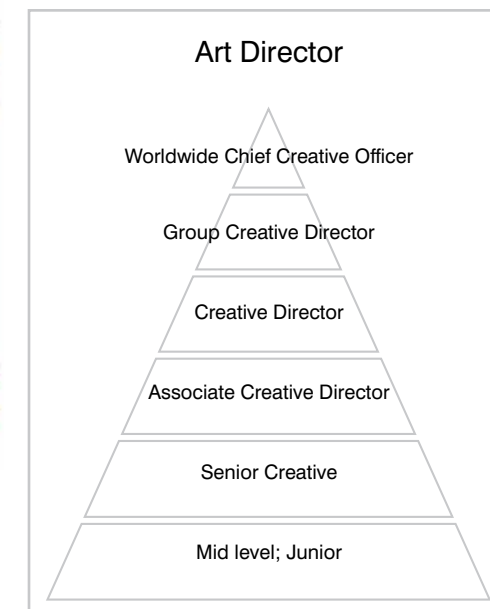 Art Director
Worldwide Chief Creative Officer
Group Creative Director
Creative Director
Associate Creative Director
Senior Creative
Mid level; Junior